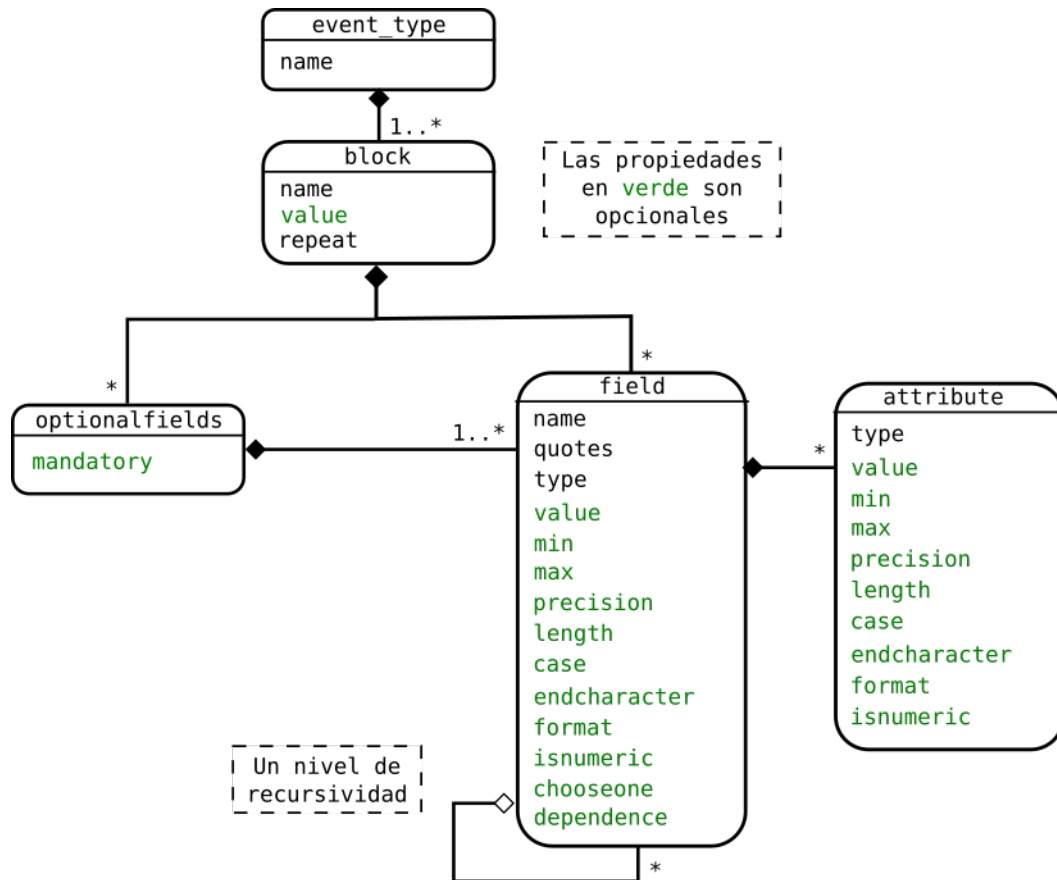 event_type
name
1..*
block
name
value
repeat
Las propiedades
en verde son
opcionales
*
optionalfields
mandatory
1..*
*
field
name
quotes
type
value
min
max
precision
length
case
endcharacter
format
isnumeric
chooseone
dependence
*
attribute
type
value
min
max
precision
length
case
endcharacter
format
isnumeric
Un nivel de
recursividad
*